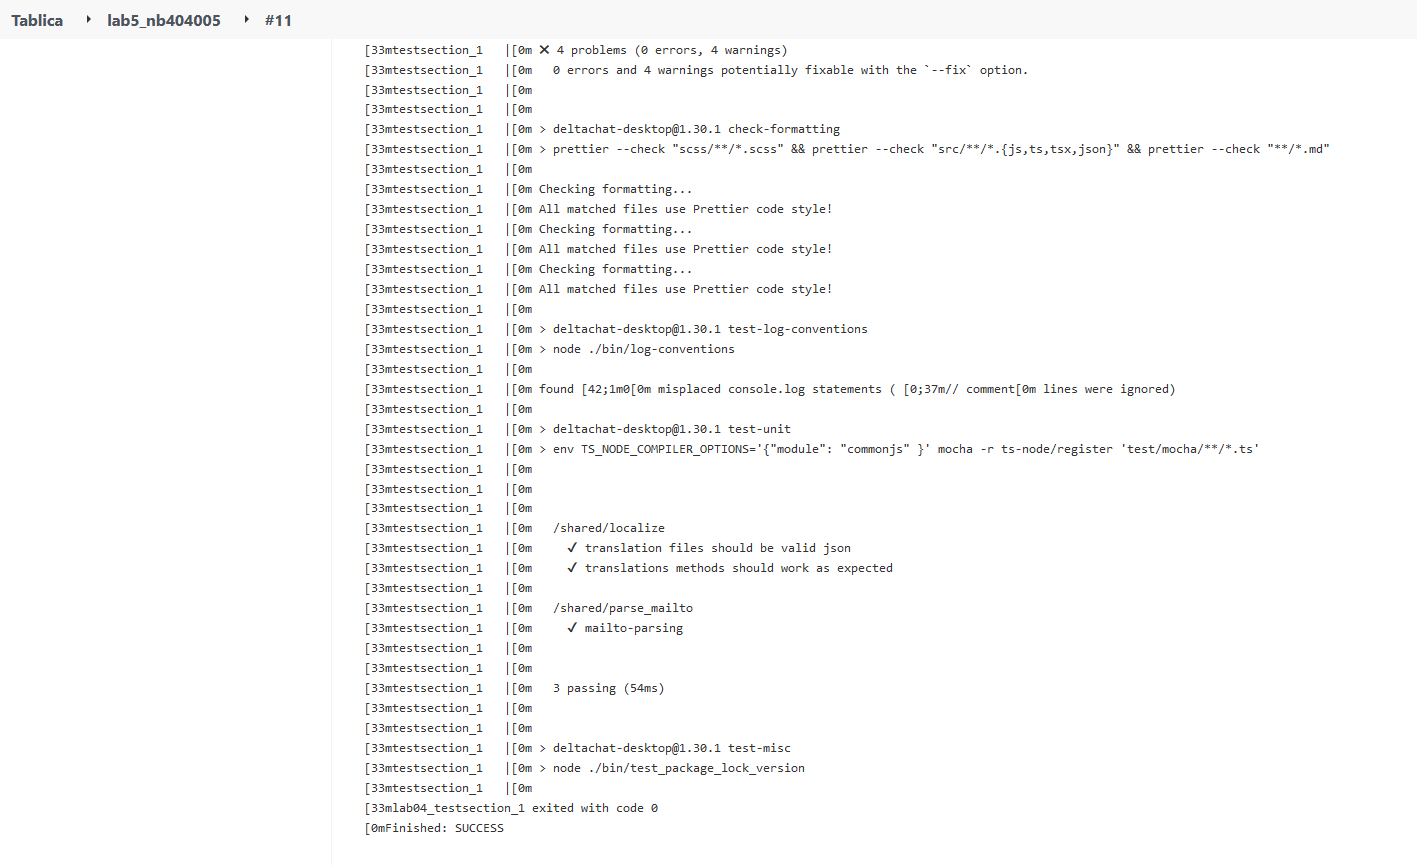 Tablica ‣ lab5_nb404005 ‣ #11
[33mtestsection_1   |[0m ✕ 4 problems (0 errors, 4 warnings)
[33mtestsection_1   |[0m   0 errors and 4 warnings potentially fixable with the `--fix` option.
[33mtestsection_1   |[0m
[33mtestsection_1   |[0m
[33mtestsection_1   |[0m > deltachat-desktop@1.30.1 check-formatting
[33mtestsection_1   |[0m > prettier --check "scss/**/*.scss" && prettier --check "src/**/*.{js,ts,tsx,json}" && prettier --check "**/*.md"
[33mtestsection_1   |[0m
[33mtestsection_1   |[0m Checking formatting...
[33mtestsection_1   |[0m All matched files use Prettier code style!
[33mtestsection_1   |[0m Checking formatting...
[33mtestsection_1   |[0m All matched files use Prettier code style!
[33mtestsection_1   |[0m Checking formatting...
[33mtestsection_1   |[0m All matched files use Prettier code style!
[33mtestsection_1   |[0m
[33mtestsection_1   |[0m > deltachat-desktop@1.30.1 test-log-conventions
[33mtestsection_1   |[0m > node ./bin/log-conventions
[33mtestsection_1   |[0m
[33mtestsection_1   |[0m found [42;1m0[0m misplaced console.log statements ( [0;37m// comment[0m lines were ignored)
[33mtestsection_1   |[0m
[33mtestsection_1   |[0m > deltachat-desktop@1.30.1 test-unit
[33mtestsection_1   |[0m > env TS_NODE_COMPILER_OPTIONS='{"module": "commonjs" }' mocha -r ts-node/register 'test/mocha/**/*.ts'
[33mtestsection_1   |[0m
[33mtestsection_1   |[0m
[33mtestsection_1   |[0m
[33mtestsection_1   |[0m   /shared/localize
[33mtestsection_1   |[0m     ✓ translation files should be valid json
[33mtestsection_1   |[0m     ✓ translations methods should work as expected
[33mtestsection_1   |[0m
[33mtestsection_1   |[0m   /shared/parse_mailto
[33mtestsection_1   |[0m     ✓ mailto-parsing
[33mtestsection_1   |[0m
[33mtestsection_1   |[0m
[33mtestsection_1   |[0m   3 passing (54ms)
[33mtestsection_1   |[0m
[33mtestsection_1   |[0m
[33mtestsection_1   |[0m > deltachat-desktop@1.30.1 test-misc
[33mtestsection_1   |[0m > node ./bin/test_package_lock_version
[33mtestsection_1   |[0m
[33mlab04_testsection_1 exited with code 0
[0mFinished: SUCCESS